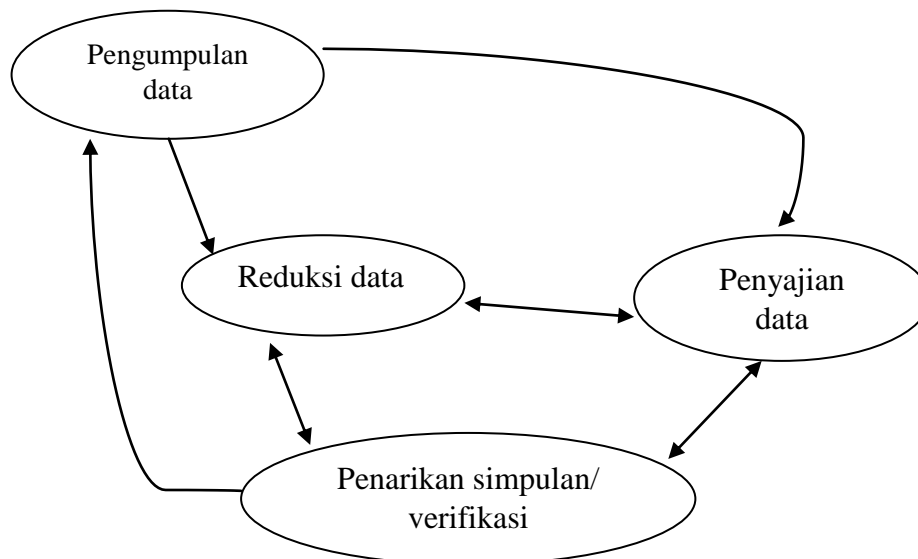 Pengumpulan
data
Reduksi data
Penyajian
data
Penarikan simpulan/
verifikasi